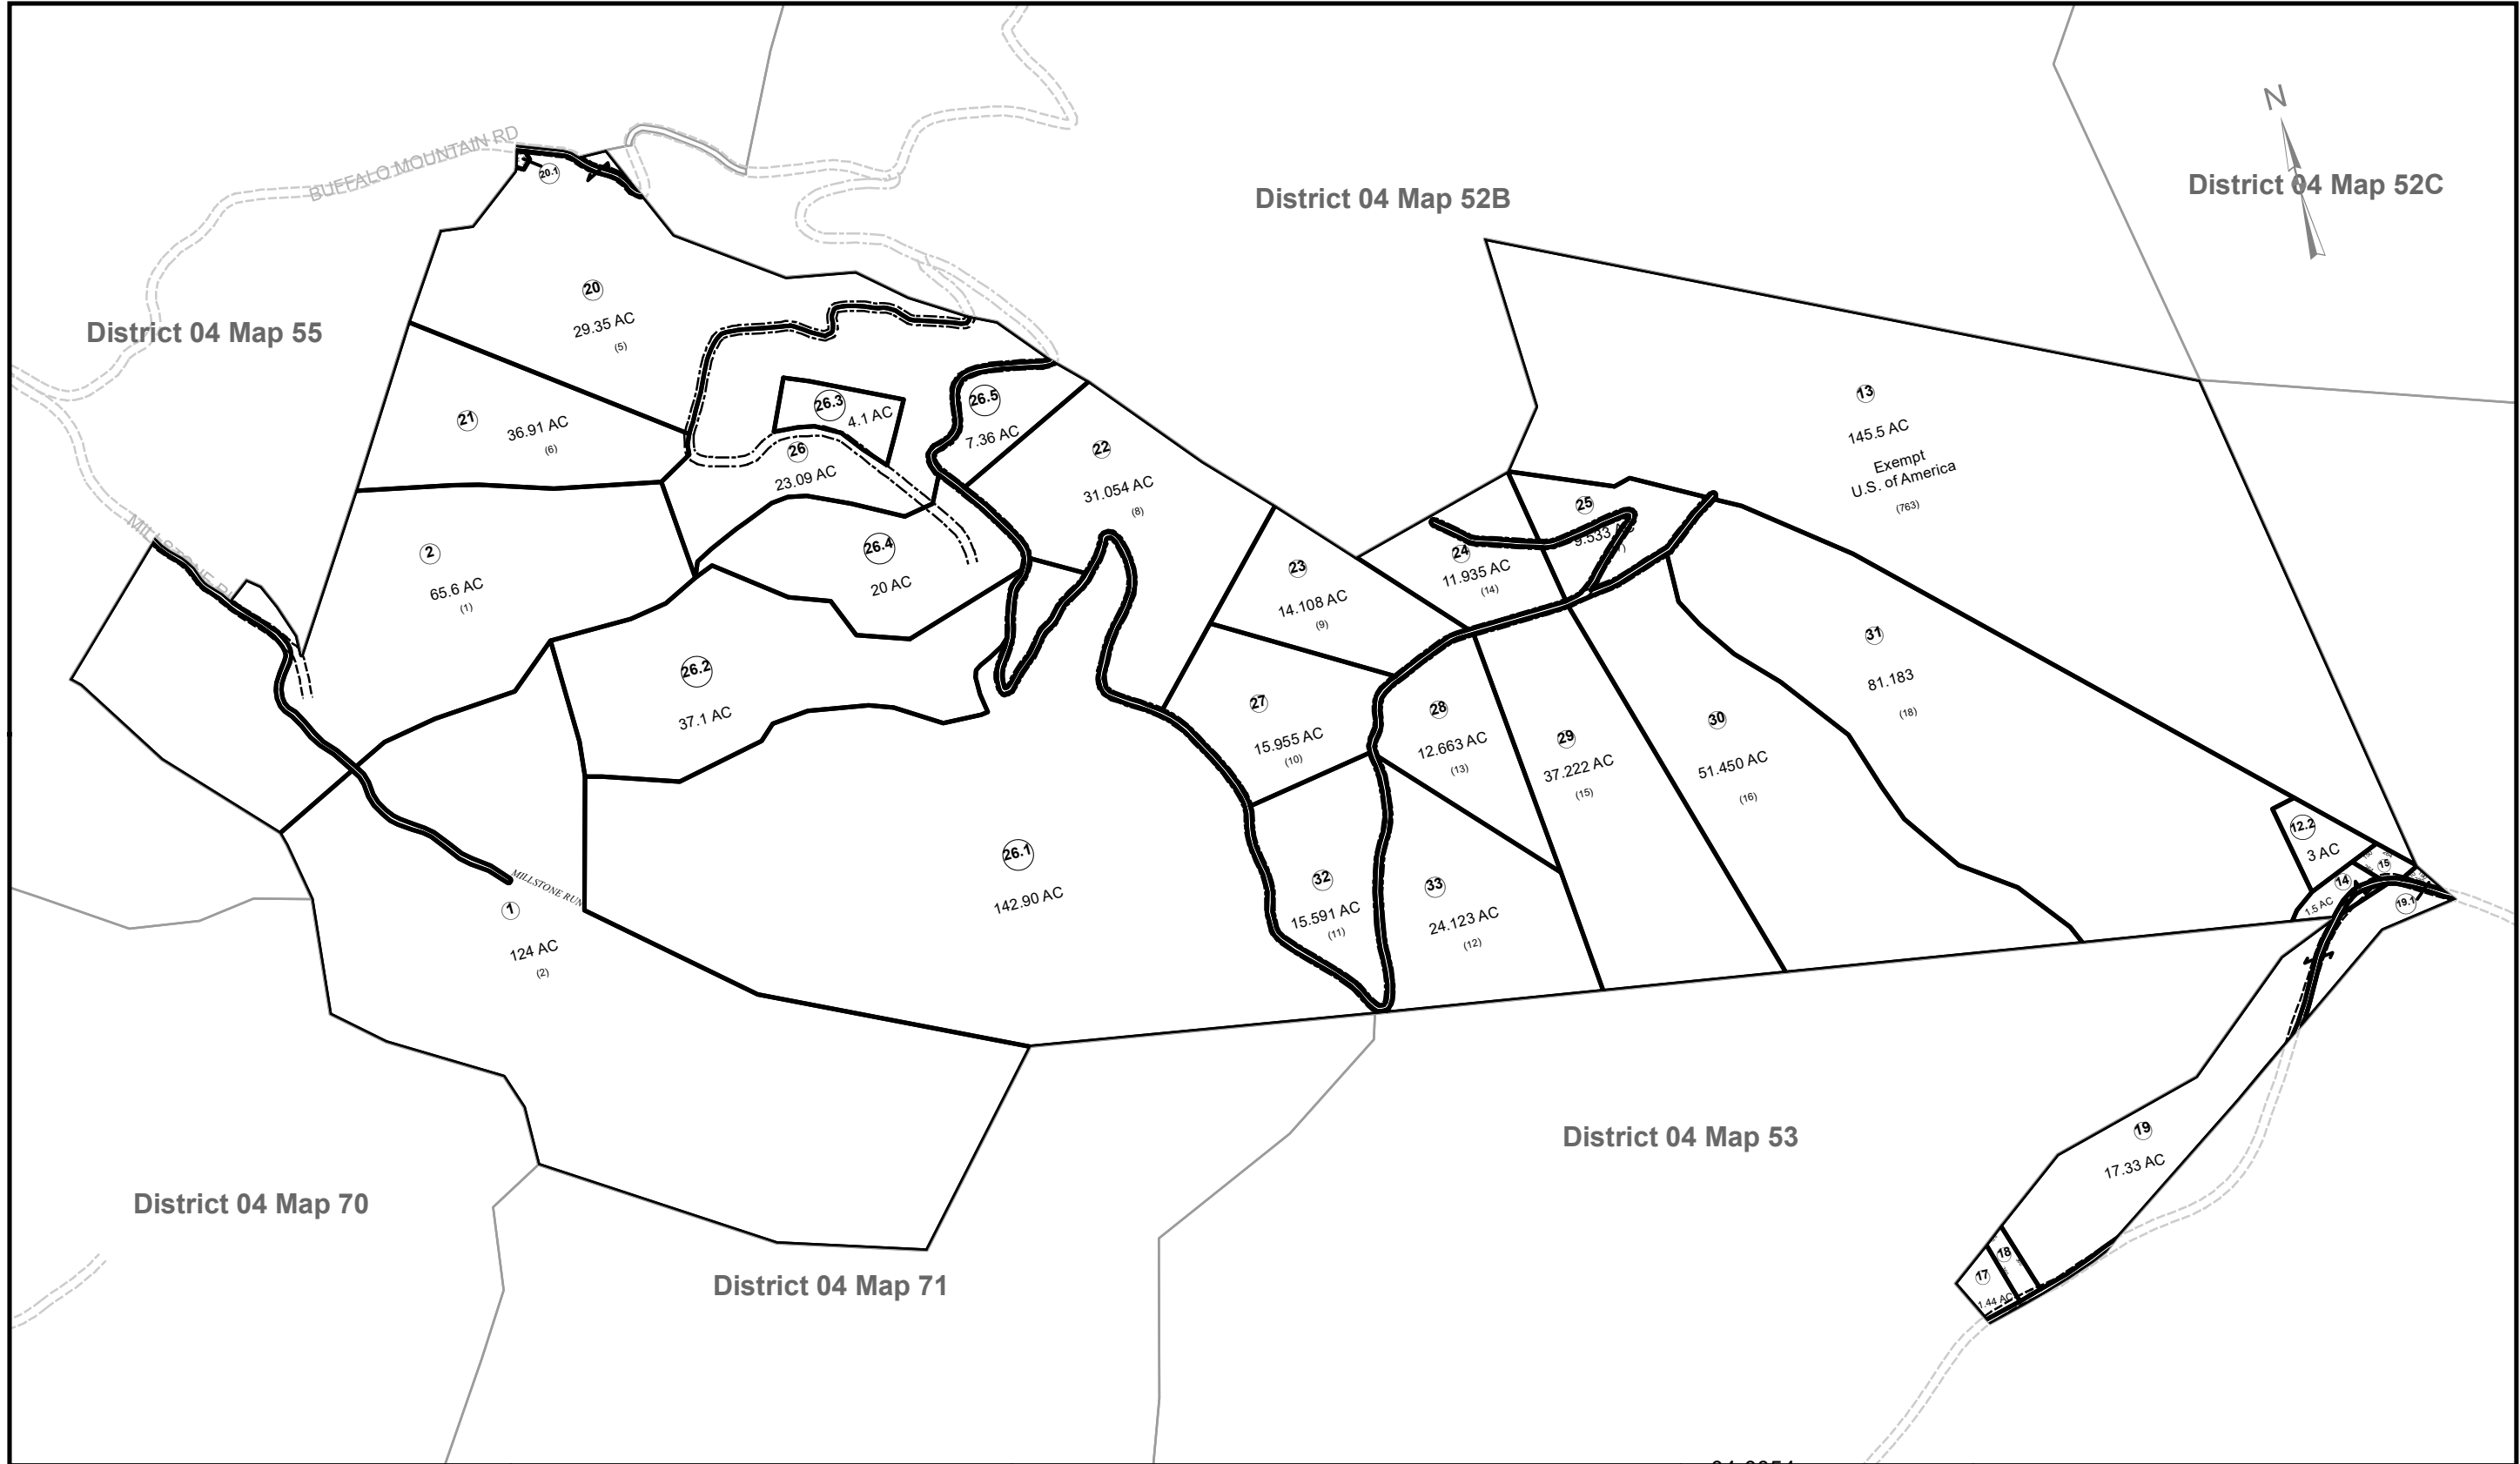 N
BUFFALO MOUNTAIN RD
20.1
District 04 Map 52B
District 04 Map 52C
District 04 Map 55
20
29.35 AC
(5)
21
36.91 AC
(6)
26.3
4.1 AC
26.5
7.36 AC
26
23.09 AC
22
31.054 AC
(8)
13
145.5 AC
Exempt
U.S. of America
(763)
25
9.533 AC
24
11.935 AC
(14)
2
65.6 AC
(1)
26.4
20 AC
23
14.108 AC
(9)
31
81.183
(18)
26.2
37.1 AC
27
15.955 AC
(10)
28
12.663 AC
(13)
29
37.222 AC
(15)
30
51.450 AC
(16)
12.2
3 AC
15
14
1.5 AC
19.1
26.1
142.90 AC
32
15.591 AC
(11)
33
24.123 AC
(12)
MILLSTONE RUN
1
124 AC
(2)
District 04 Map 53
19
17.33 AC
District 04 Map 70
District 04 Map 71
18
17
1.44 AC